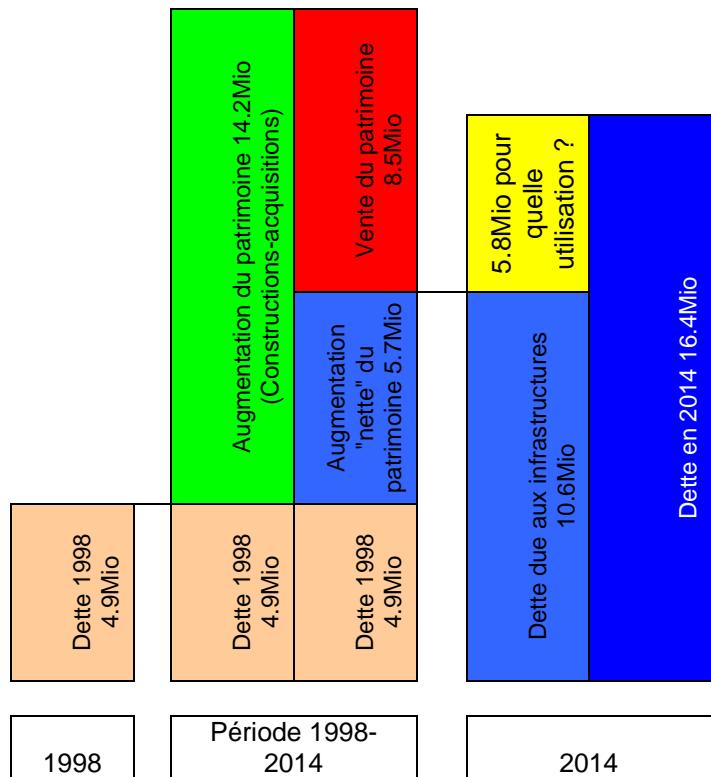 Dette 1998
4.9Mio
Augmentation du patrimoine 14.2Mio
(Constructions-acquisitions)
Dette 1998
4.9Mio
Vente du patrimoine
8.5Mio
Augmentation
"nette" du
patrimoine 5.7Mio
Dette 1998
4.9Mio
5.8Mio pour
quelle
utilisation ?
Dette due aux infrastructures
10.6Mio
Dette en 2014 16.4Mio
1998
Période 1998-
2014
2014